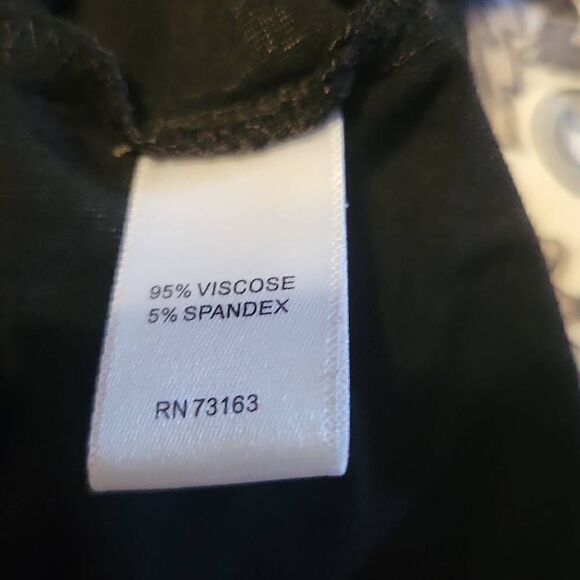 95% VISCOSE
5% SPANDEX
RN 73163